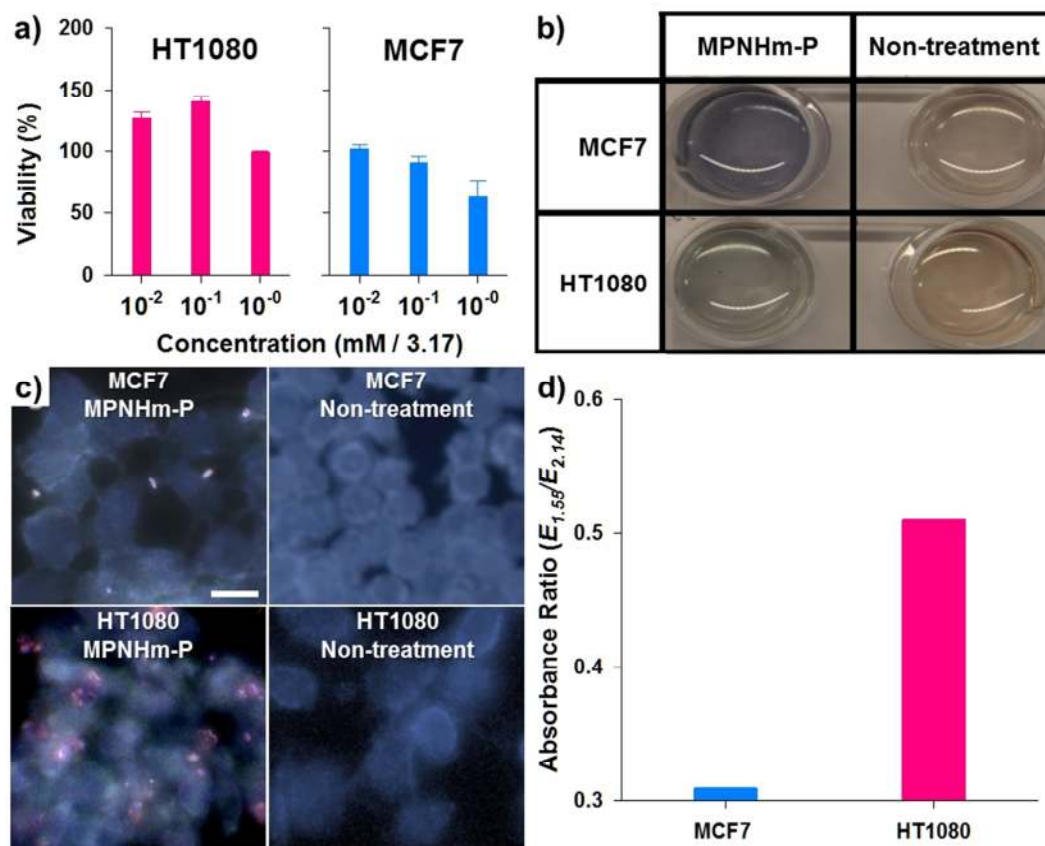 a)
200
150
100
50
0
Viability (%)
HT1080
MCF7
10⁻² 10⁻¹ 10⁻⁰ 10⁻² 10⁻¹ 10⁻⁰
Concentration (mM / 3.17)
b)
MPNHm-P Non-treatment
MCF7
HT1080
c)
MCF7
MPNHm-P
MCF7
Non-treatment
HT1080
MPNHm-P
HT1080
Non-treatment
d)
0.6
0.5
0.4
0.3
Absorbance Ratio (E₁.₅₅/E₂.₁₄)
MCF7 HT1080